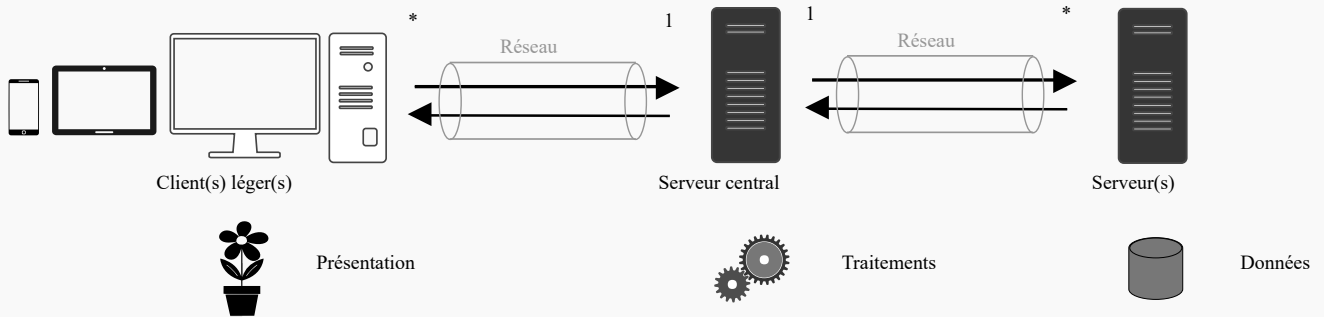 * 1 1 *
Réseau Réseau
Client(s) léger(s) Serveur central Serveur(s)
Présentation Traitements Données